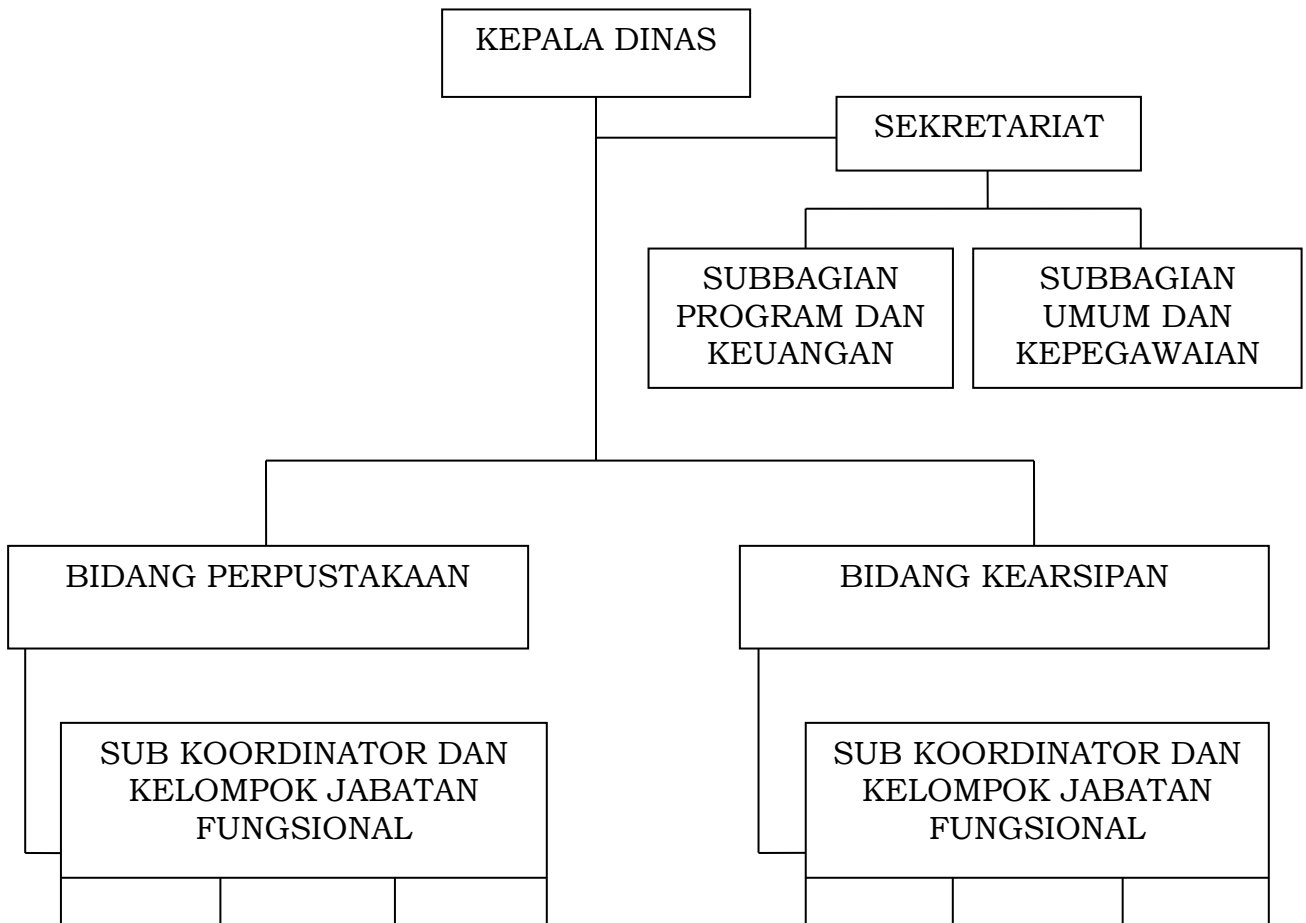 KEPALA DINAS
SEKRETARIAT
SUBBAGIAN
PROGRAM DAN
KEUANGAN
SUBBAGIAN
UMUM DAN
KEPEGAWAIAN
BIDANG PERPUSTAKAAN
BIDANG KEARSIPAN
SUB KOORDINATOR DAN
KELOMPOK JABATAN
FUNGSIONAL
SUB KOORDINATOR DAN
KELOMPOK JABATAN
FUNGSIONAL